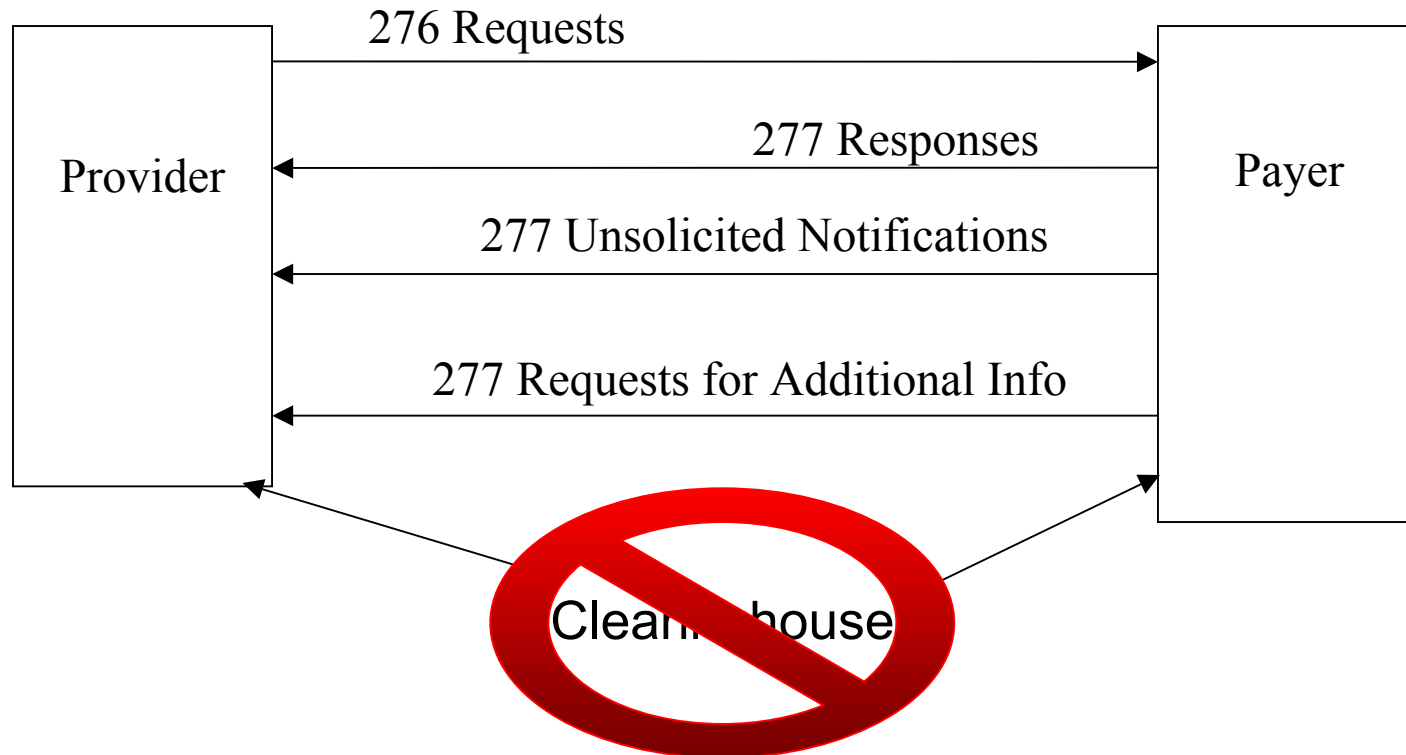 276 Requests
277 Responses
Provider
Payer
277 Unsolicited Notifications
277 Requests for Additional Info